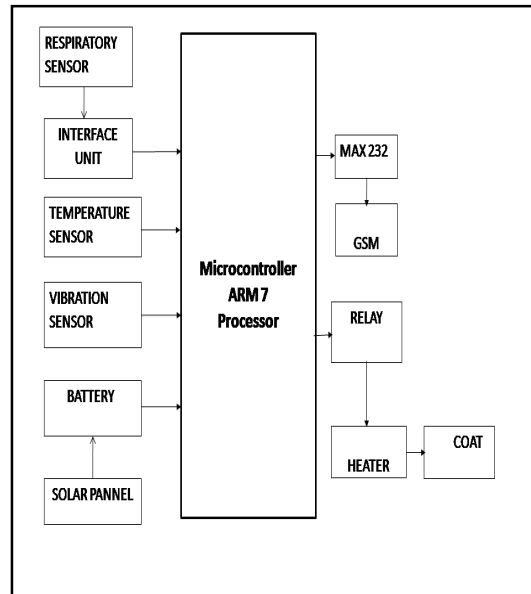 RESPIRATORY
SENSOR
INTERFACE
UNIT
TEMPERATURE
SENSOR
VIBRATION
SENSOR
BATTERY
SOLAR PANNEL
Microcontroller
ARM 7
Processor
MAX 232
GSM
RELAY
HEATER
COAT